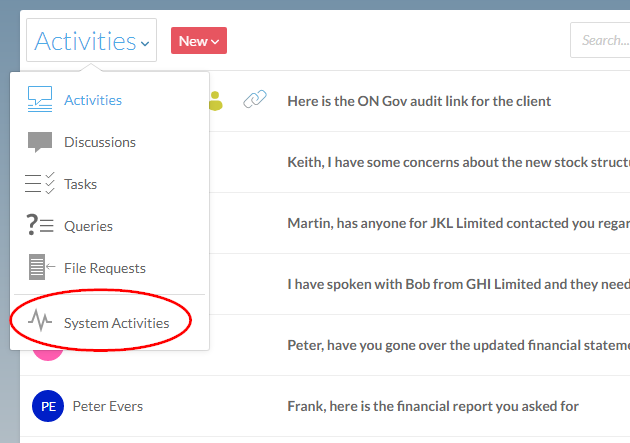 Activities
New
Search...
Activities
Here is the ON Gov audit link for the client
Discussions
Keith, I have some concerns about the new stock struct
Tasks
Queries
Martin, has anyone for JKL Limited contacted you regar
File Requests
I have spoken with Bob from GHI Limited and they need
System Activities
Peter, have you gone over the updated financial stateme
PE Peter Evers
Frank, here is the financial report you asked for